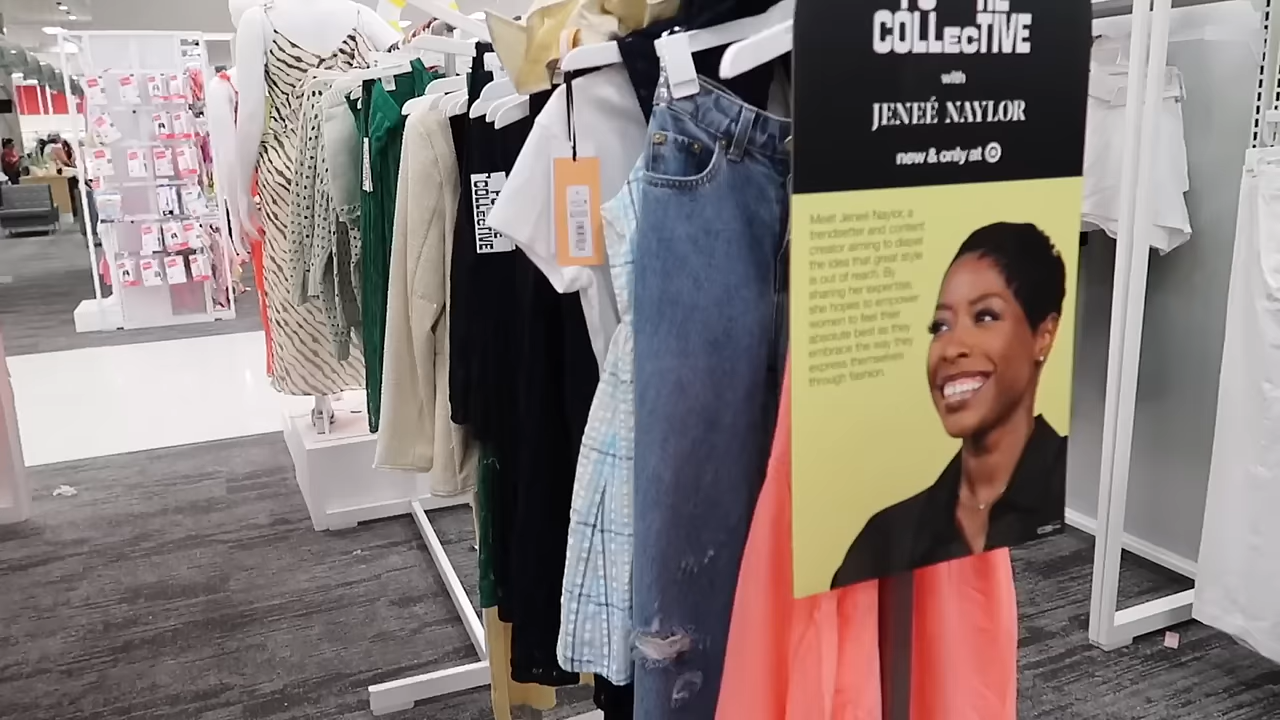 COLLECTIVE
with
JENEÉ NAYLOR
new & only at
Meet Jeneé Naylor, a
trendsetter and content
creator aiming to dispel
the idea that great style
is out of reach. By
sharing her expertise,
she hopes to empower
women to feel their
absolute best as they
embrace the way they
express themselves
through fashion.
COLLECTIVE